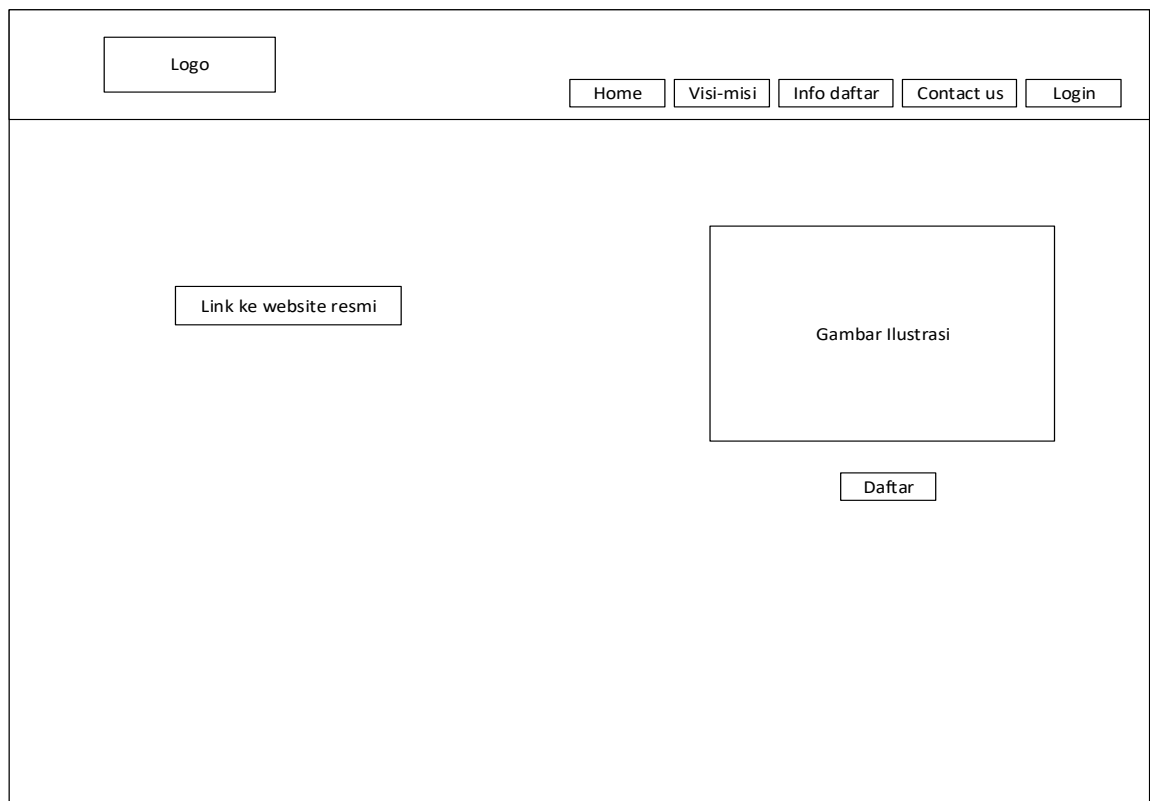 Logo
Home
Visi-misi
Info daftar
Contact us
Login
Link ke website resmi
Gambar Ilustrasi
Daftar